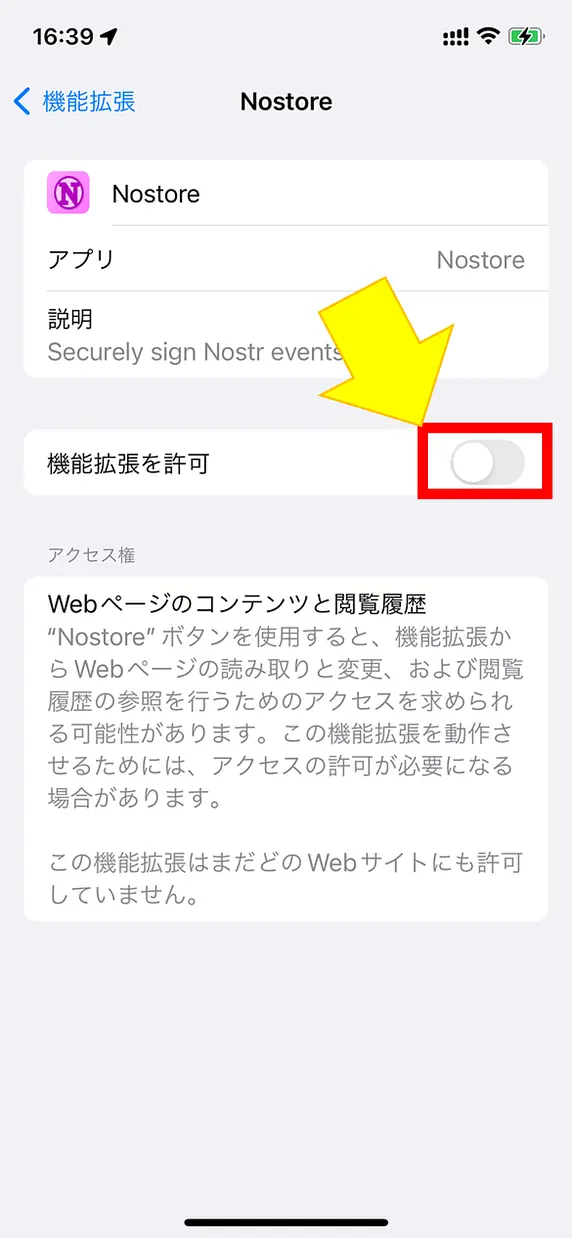 16:39
機能拡張
Nostore
Nostore
アプリ
Nostore
説明
Securely sign Nostr events
機能拡張を許可
アクセス権
Webページのコンテンツと閲覧履歴
“Nostore” ボタンを使用すると、機能拡張か
らWebページの読み取りと変更、および閲覧
履歴の参照を行うためのアクセスを求められ
る可能性があります。この機能拡張を動作さ
せるためには、アクセスの許可が必要になる
場合があります。
この機能拡張はまだどのWebサイトにも許可
していません。